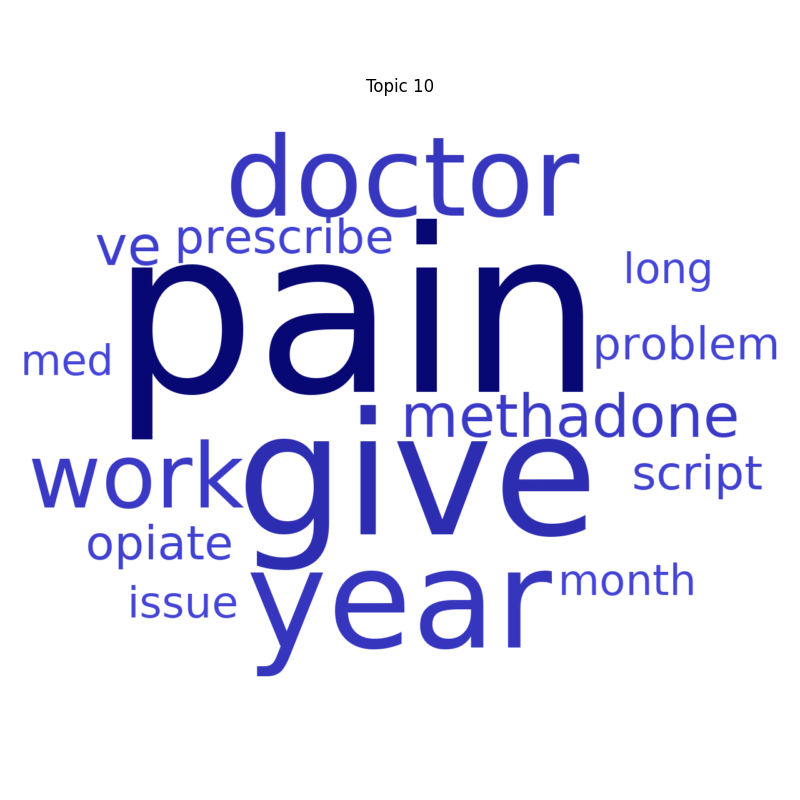 Topic 10
doctor
ve prescribe
pain
long
problem
med
methadone
work give
script
opiate
issue
year
month